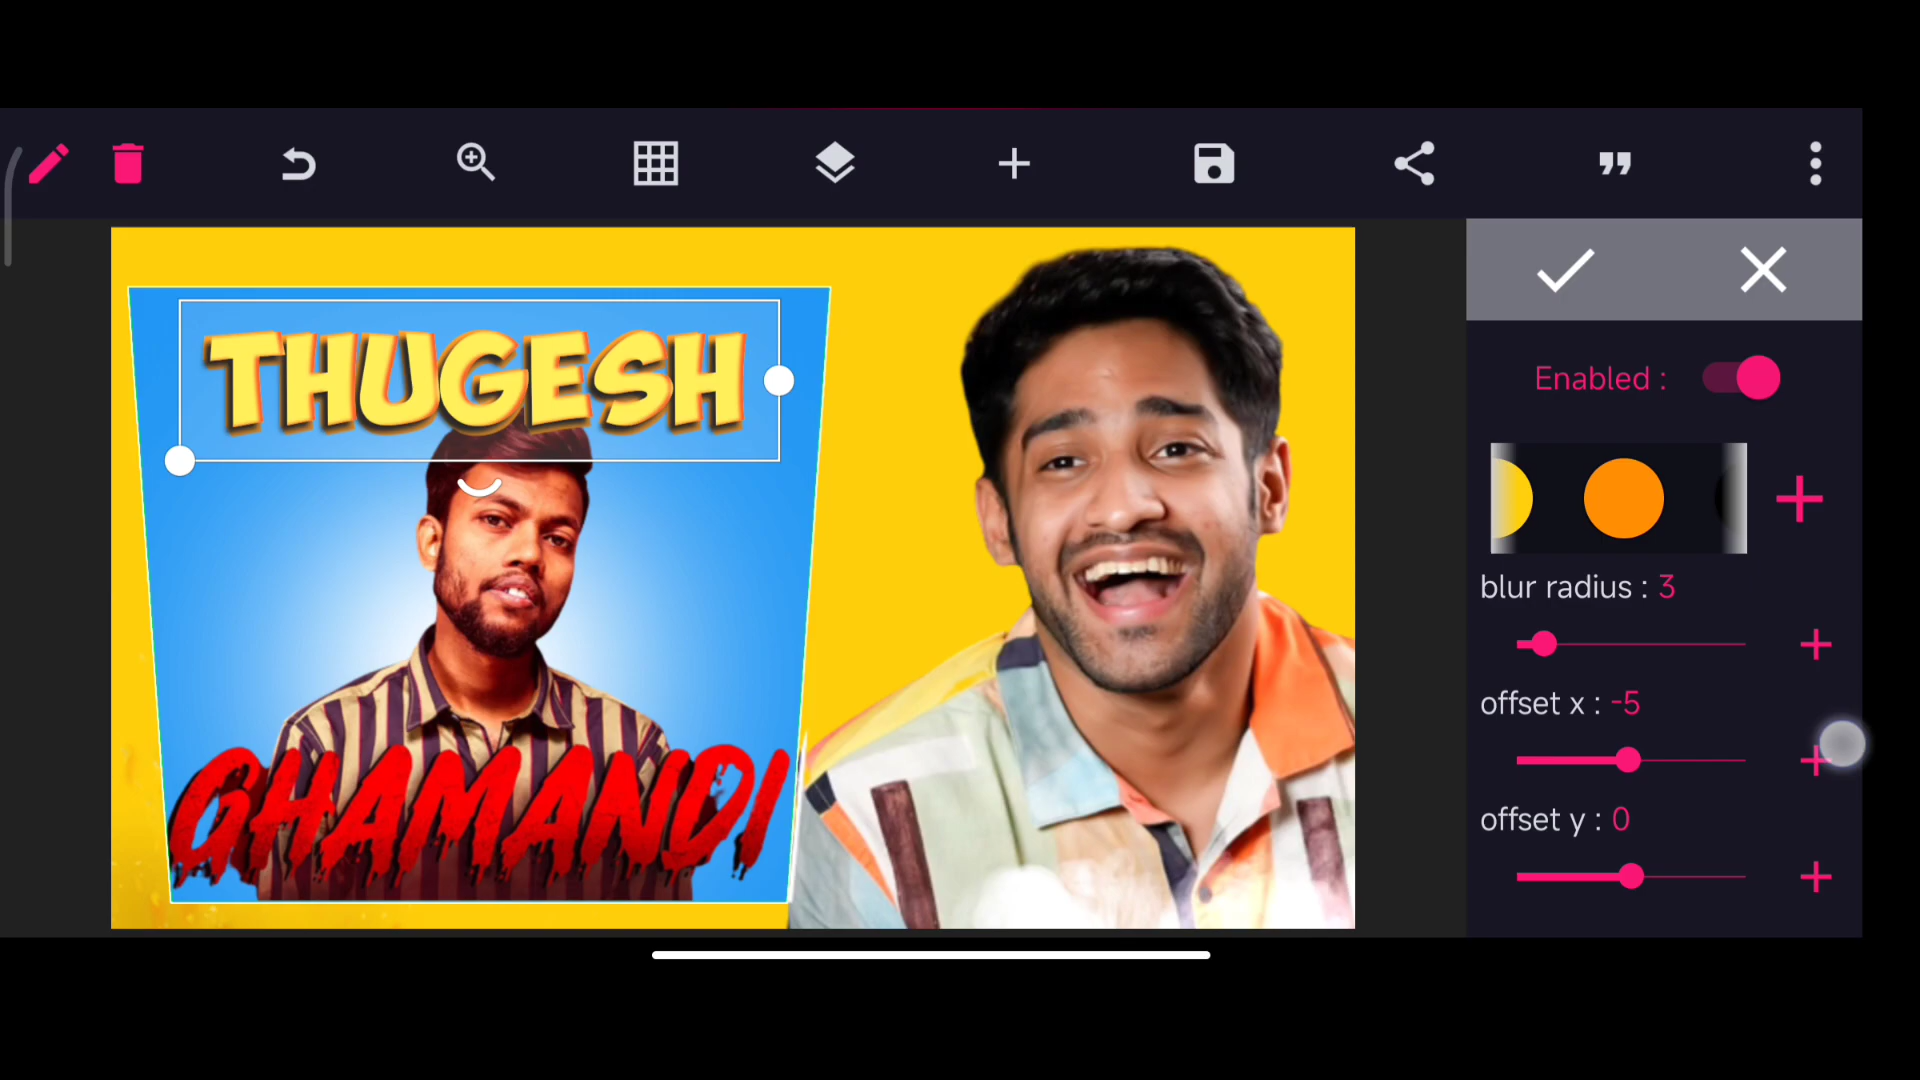 THUGESH
GHAMANDI
Enabled :
blur radius : 3
offset x : -5
offset y : 0